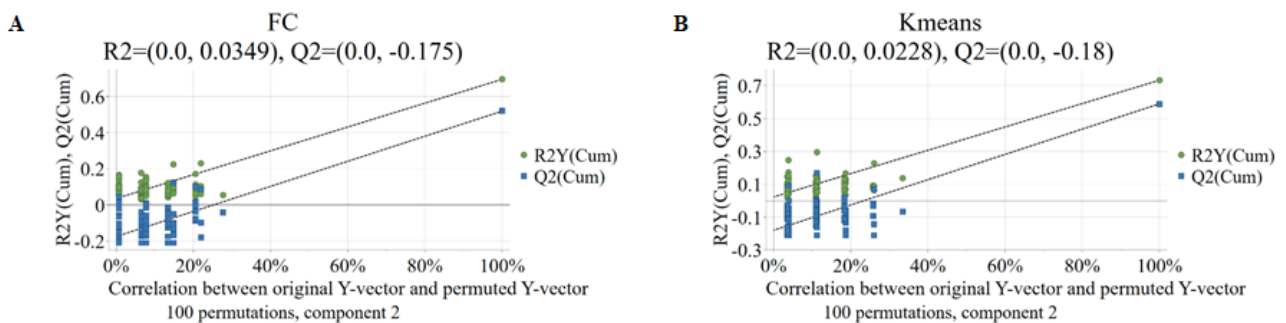 A
FC
R2=(0.0, 0.0349), Q2=(0.0, -0.175)
R2Y(Cum), Q2(Cum)
0.6
0.4
0.2
0
-0.2
0%
20%
40%
60%
80%
100%
Correlation between original Y-vector and permuted Y-vector
100 permutations, component 2
R2Y(Cum)
Q2(Cum)
B
Kmeans
R2=(0.0, 0.0228), Q2=(0.0, -0.18)
R2Y(Cum), Q2(Cum)
0.7
0.5
0.3
0.1
-0.1
-0.3
0%
20%
40%
60%
80%
100%
Correlation between original Y-vector and permuted Y-vector
100 permutations, component 2
R2Y(Cum)
Q2(Cum)